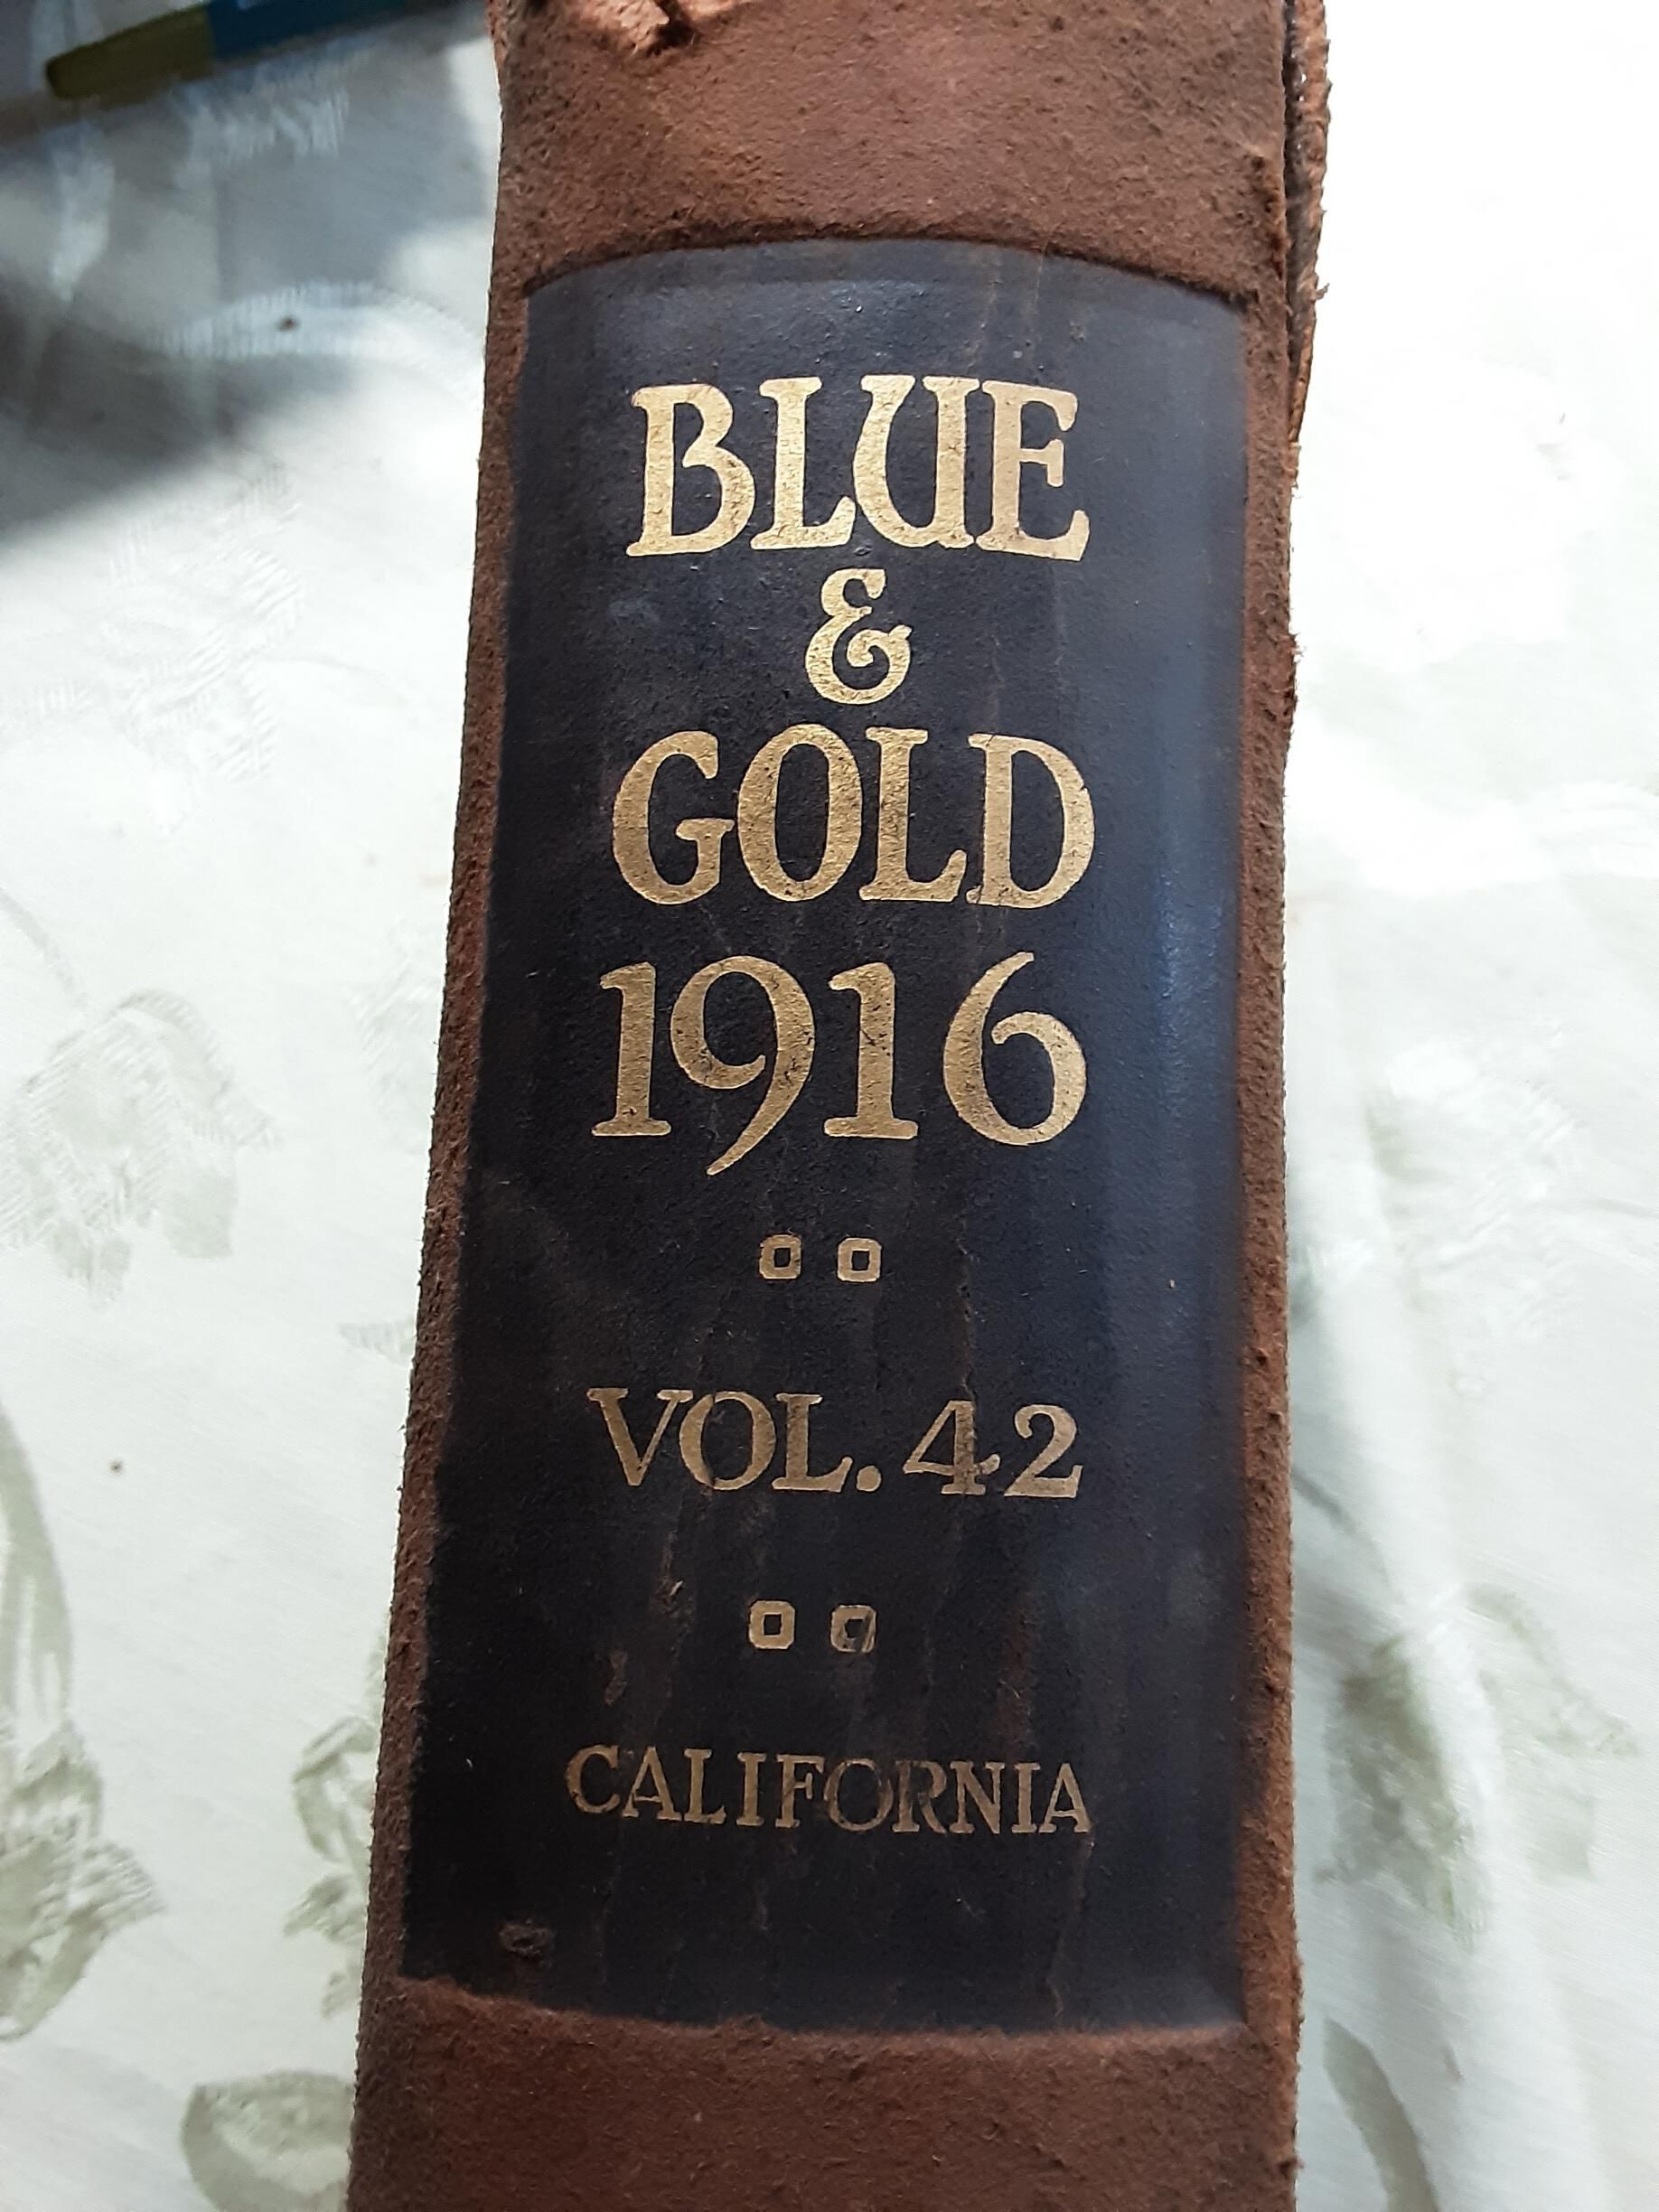 BLUE
&
GOLD
1916
VOL. 42
CALIFORNIA